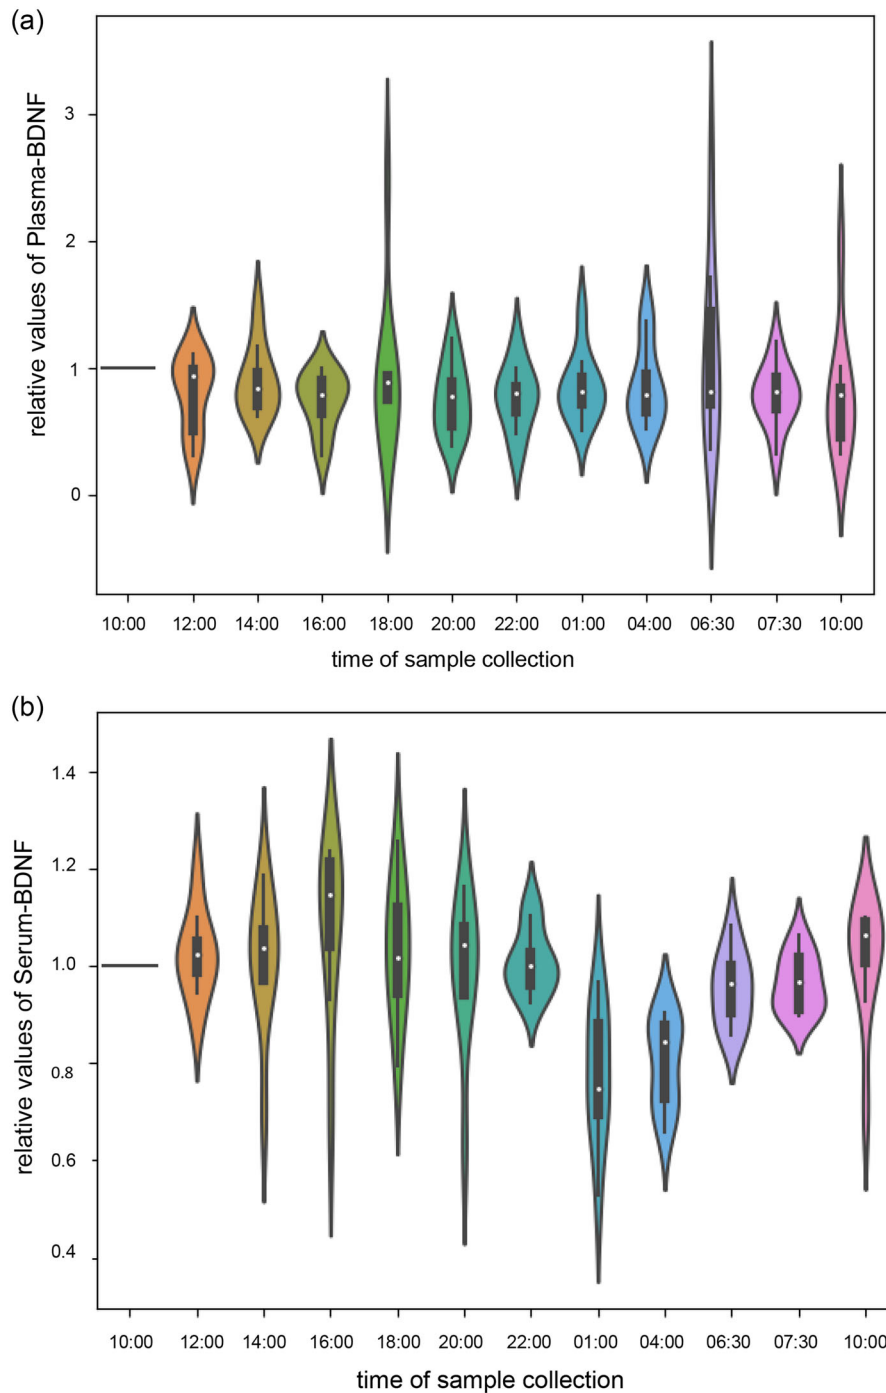 (a)
relative values of Plasma-BDNF
3
2
1
0
10:00 12:00 14:00 16:00 18:00 20:00 22:00 01:00 04:00 06:30 07:30 10:00
time of sample collection
(b)
relative values of Serum-BDNF
1.4
1.2
1.0
0.8
0.6
0.4
10:00 12:00 14:00 16:00 18:00 20:00 22:00 01:00 04:00 06:30 07:30 10:00
time of sample collection